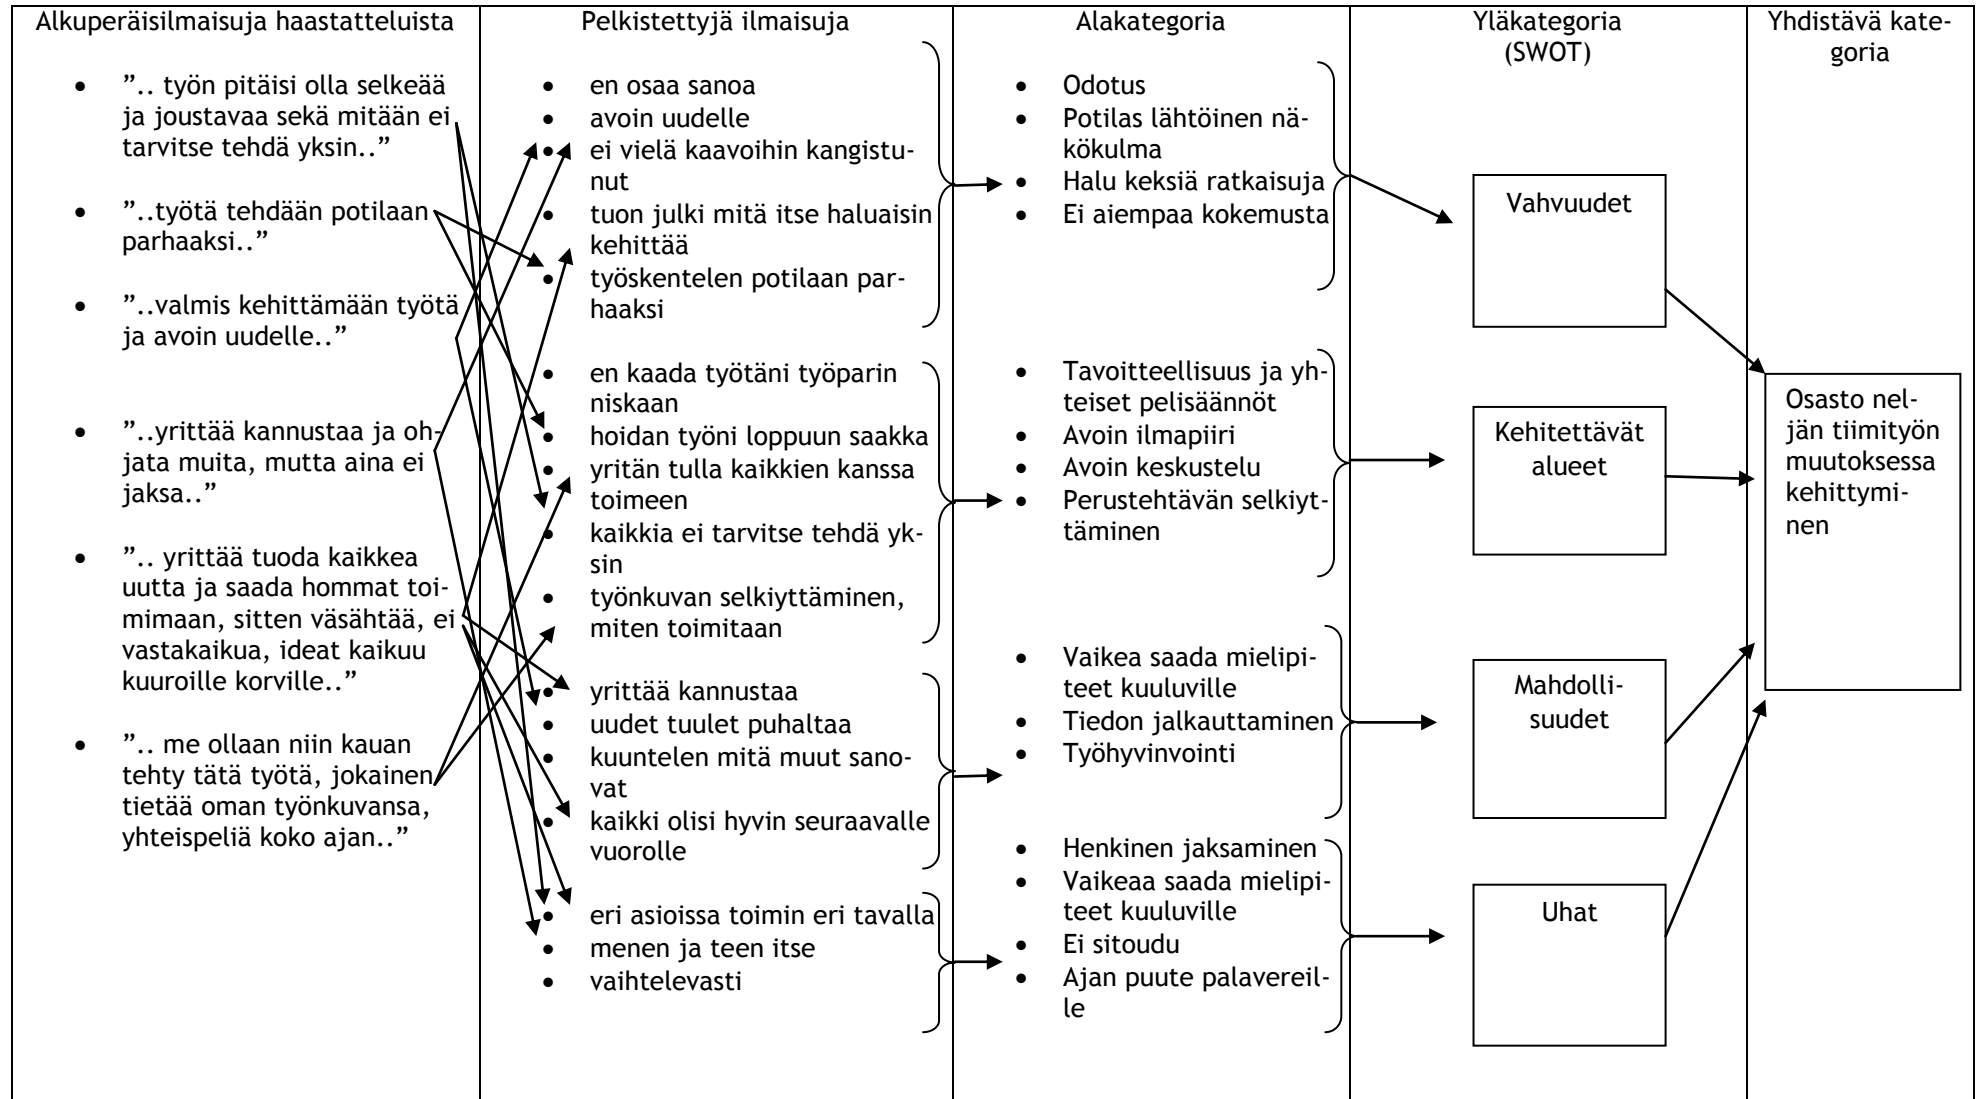 Alkuperäisilmaisuja haastatteluista
”.. työn pitäisi olla selkeää
ja joustavaa sekä mitään ei
tarvitse tehdä yksin..”
”..työtä tehdään potilaan
parhaaksi..”
”..valmis kehittämään työtä
ja avoin uudelle..”
”..yrittää kannustaa ja oh-
jata muita, mutta aina ei
jaksa..”
”.. yrittää tuoda kaikkea
uutta ja saada hommat toi-
mimaan, sitten väsähtää, ei
vastakaikua, ideat kaikuu
kuuroille korville..”
”.. me ollaan niin kauan
tehty tätä työtä, jokainen
tietää oman työnkuvansa,
yhteispeliä koko ajan..”
Pelkistettyjä ilmaisuja
en osaa sanoa
avoin uudelle
ei vielä kaavoihin kangistu-
nut
tuon julki mitä itse haluaisin
kehittää
työskentelen potilaan par-
haaksi
en kaada työtäni työparin
niskaan
hoidan työni loppuun saakka
yritän tulla kaikkien kanssa
toimeen
kaikkia ei tarvitse tehdä yk-
sin
työnkuvan selkiyttäminen,
miten toimitaan
yrittää kannustaa
uudet tuulet puhaltaa
kuuntelen mitä muut sano-
vat
kaikki olisi hyvin seuraavalle
vuorolle
eri asioissa toimin eri tavalla
menen ja teen itse
vaihtelevasti
Alakategoria
Odotus
Potilas lähtöinen nä-
kökulma
Halu keksiä ratkaisuja
Ei aiempaa kokemusta
Tavoitteellisuus ja yh-
teiset pelisäännöt
Avoin ilmapiiri
Avoin keskustelu
Perustehtävän selkiyt-
täminen
Vaikea saada mielipi-
teet kuuluville
Tiedon jalkauttaminen
Työhyvinvointi
Henkinen jaksaminen
Vaikeaa saada mielipi-
teet kuuluville
Ei sitoudu
Ajan puute palavereil-
le
Yläkategoria
(SWOT)
Vahvuudet
Kehitettävät
alueet
Mahdolli-
suudet
Uhat
Yhdistävä kate-
goria
Osasto nel-
jän tiimityön
muutoksessa
kehittymi-
nen